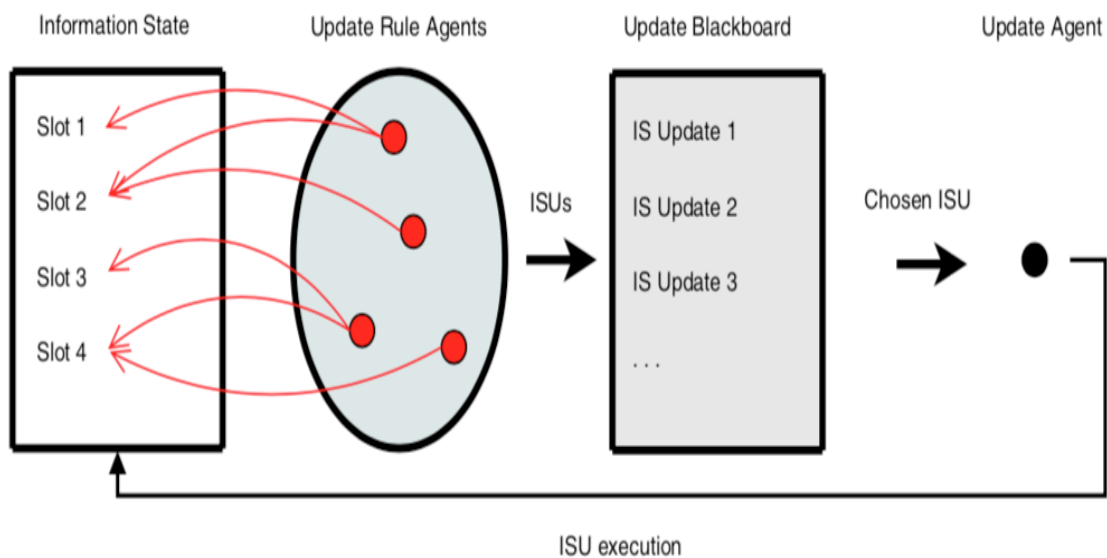 Information State
Update Rule Agents
Update Blackboard
Update Agent
Slot 1
Slot 2
Slot 3
Slot 4
ISUs
IS Update 1
IS Update 2
IS Update 3
. . .
Chosen ISU
ISU execution